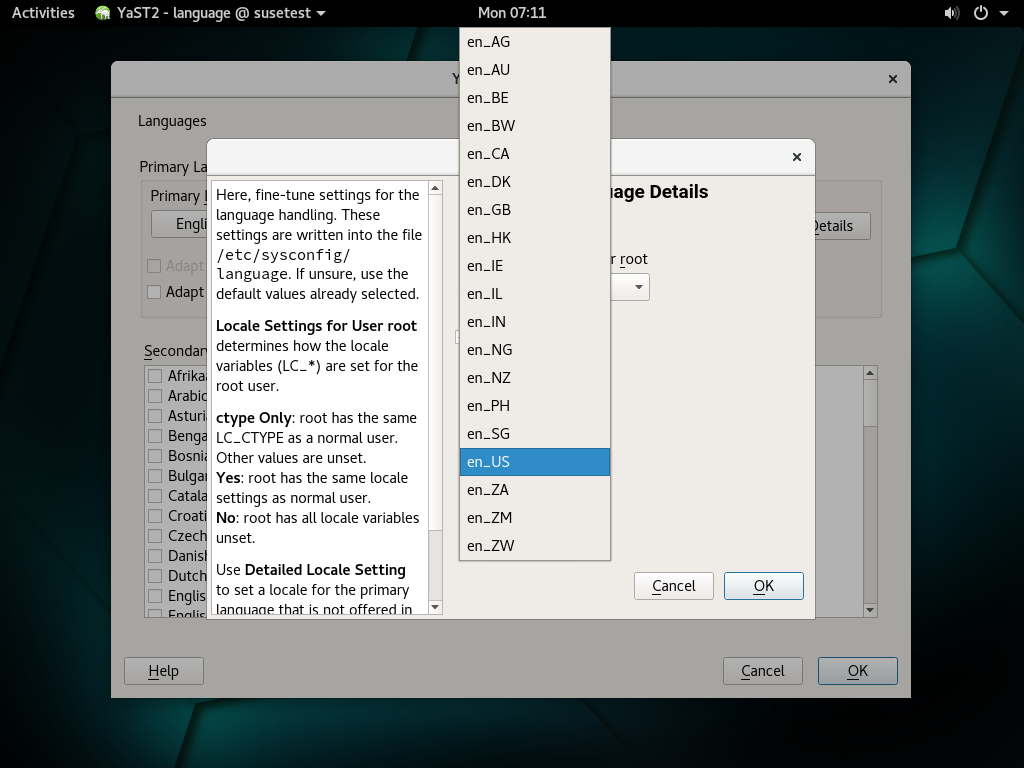 Activities
YaST2 - language @ susetest
Mon 07:11
Languages
Primary La
Primary
Engli
Details
Adapt
Adapt
Secondary
Afrikaa
Arabic
Asturi
Benga
Bosni
Bulgar
Catala
Croati
Czech
Danish
Dutch
Englis
Englis
Here, fine-tune settings for the
language handling. These
settings are written into the file
/etc/sysconfig/
language. If unsure, use the
default values already selected.
Locale Settings for User root
determines how the locale
variables (LC_*) are set for the
root user.
ctype Only: root has the same
LC_CTYPE as a normal user.
Other values are unset.
Yes: root has the same locale
settings as normal user.
No: root has all locale variables
unset.
Use Detailed Locale Setting
to set a locale for the primary
language that is not offered in
uage Details
r root
en_AG
en_AU
en_BE
en_BW
en_CA
en_DK
en_GB
en_HK
en_IE
en_IL
en_IN
en_NG
en_NZ
en_PH
en_SG
en_US
en_ZA
en_ZM
en_ZW
Cancel
OK
Help
Cancel
OK